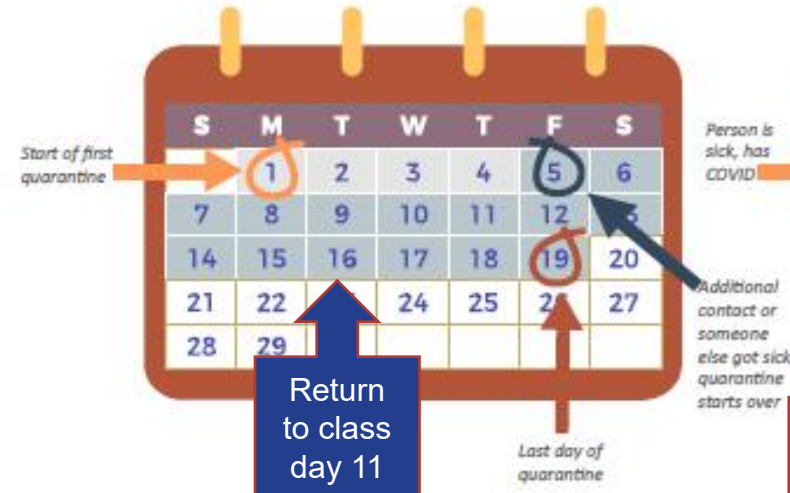 S M T W T F S
Start of first
quarantine
1 2 3 4 5 6
7 8 9 10 11 12
14 15 16 17 18 19 20
21 22 24 25 26 27
28 29
Person is
sick, has
COVID
Additional
contact or
someone
else got sick
quarantine
starts over
Return
to class
day 11
Last day of
quarantine